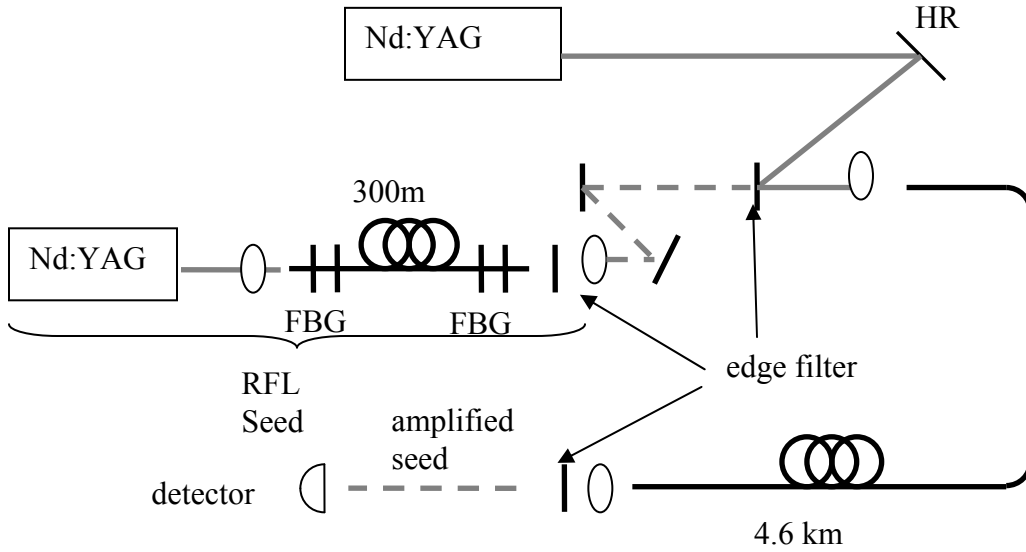 HR
Nd:YAG
300m
Nd:YAG
FBG
FBG
edge filter
RFL
Seed
amplified
seed
detector
4.6 km